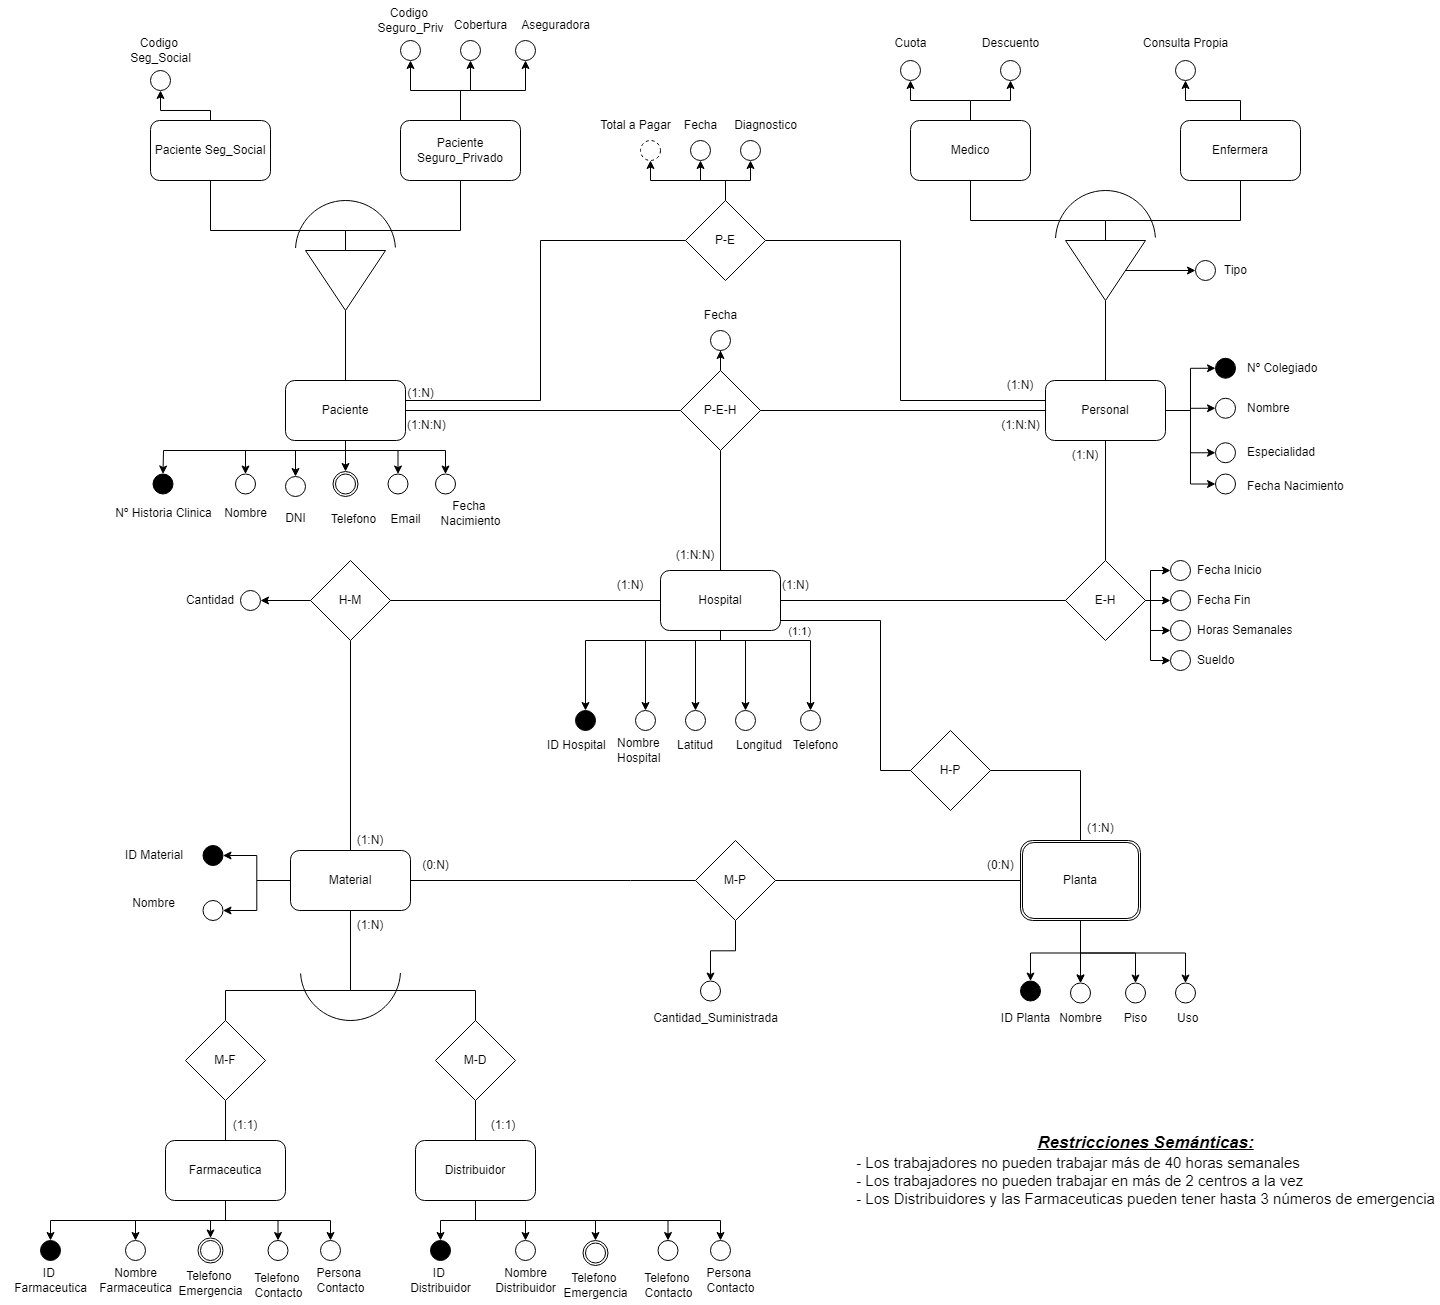 Codigo
Seguro_Priv
Cobertura
Aseguradora
Codigo
Seg_Social
Cuota
Descuento
Consulta Propia
Paciente Seg_Social
Paciente
Seguro_Privado
Total a Pagar
Fecha
Diagnostico
Medico
Enfermera
P-E
Tipo
Fecha
(1:N)
(1:N)
Nº Colegiado
Paciente
P-E-H
Personal
Nombre
(1:N:N)
(1:N:N)
(1:N)
Especialidad
Fecha Nacimiento
Nº Historia Clinica
Nombre
DNI
Telefono
Email
Fecha
Nacimiento
(1:N:N)
Cantidad
H-M
(1:N)
Hospital
(1:N)
E-H
Fecha Inicio
Fecha Fin
Horas Semanales
Sueldo
(1:1)
ID Hospital
Nombre
Hospital
Latitud
Longitud
Telefono
H-P
(1:N)
(1:N)
ID Material
Nombre
Material
(0:N)
M-P
(0:N)
Planta
(1:N)
Cantidad_Suministrada
ID Planta
Nombre
Piso
Uso
M-F
M-D
(1:1)
(1:1)
Farmaceutica
Distribuidor
Restricciones Semánticas:
- Los trabajadores no pueden trabajar más de 40 horas semanales
- Los trabajadores no pueden trabajar en más de 2 centros a la vez
- Los Distribuidores y las Farmaceuticas pueden tener hasta 3 números de emergencia
ID
Farmaceutica
Nombre
Farmaceutica
Telefono
Emergencia
Telefono
Contacto
Persona
Contacto
ID
Distribuidor
Nombre
Distribuidor
Telefono
Emergencia
Telefono
Contacto
Persona
Contacto